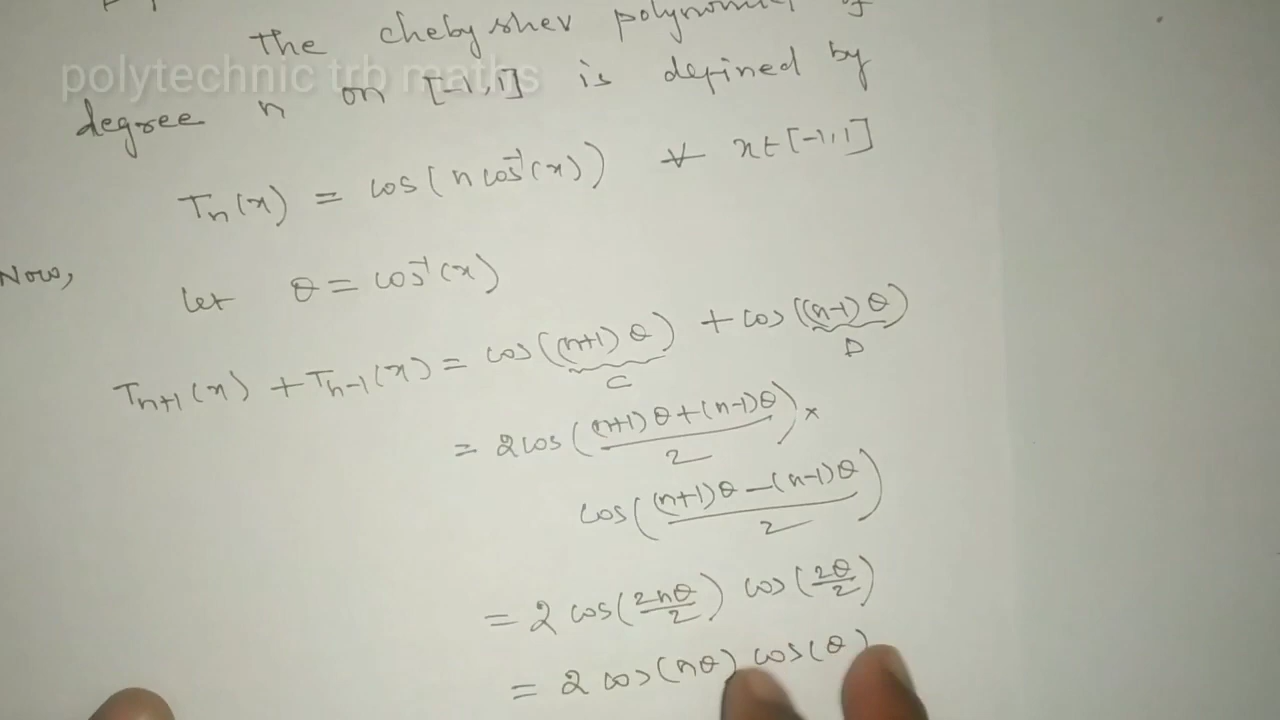 The chebyshev polynomial of
polytechnic trb maths
degree n on [-1,1] is defined by
Tn(x) = cos(n cos⁻¹(x)) ∀ x∈[-1,1]
Now,
let θ = cos⁻¹(x)
Tn+1(x) + Tn-1(x) = cos((n+1)θ) + cos((n-1)θ)
C D
= 2cos((n+1)θ+(n-1)θ / 2) ×
cos((n+1)θ-(n-1)θ / 2)
= 2 cos(2nθ/2) cos(2θ/2)
= 2 cos(nθ) cos(θ)